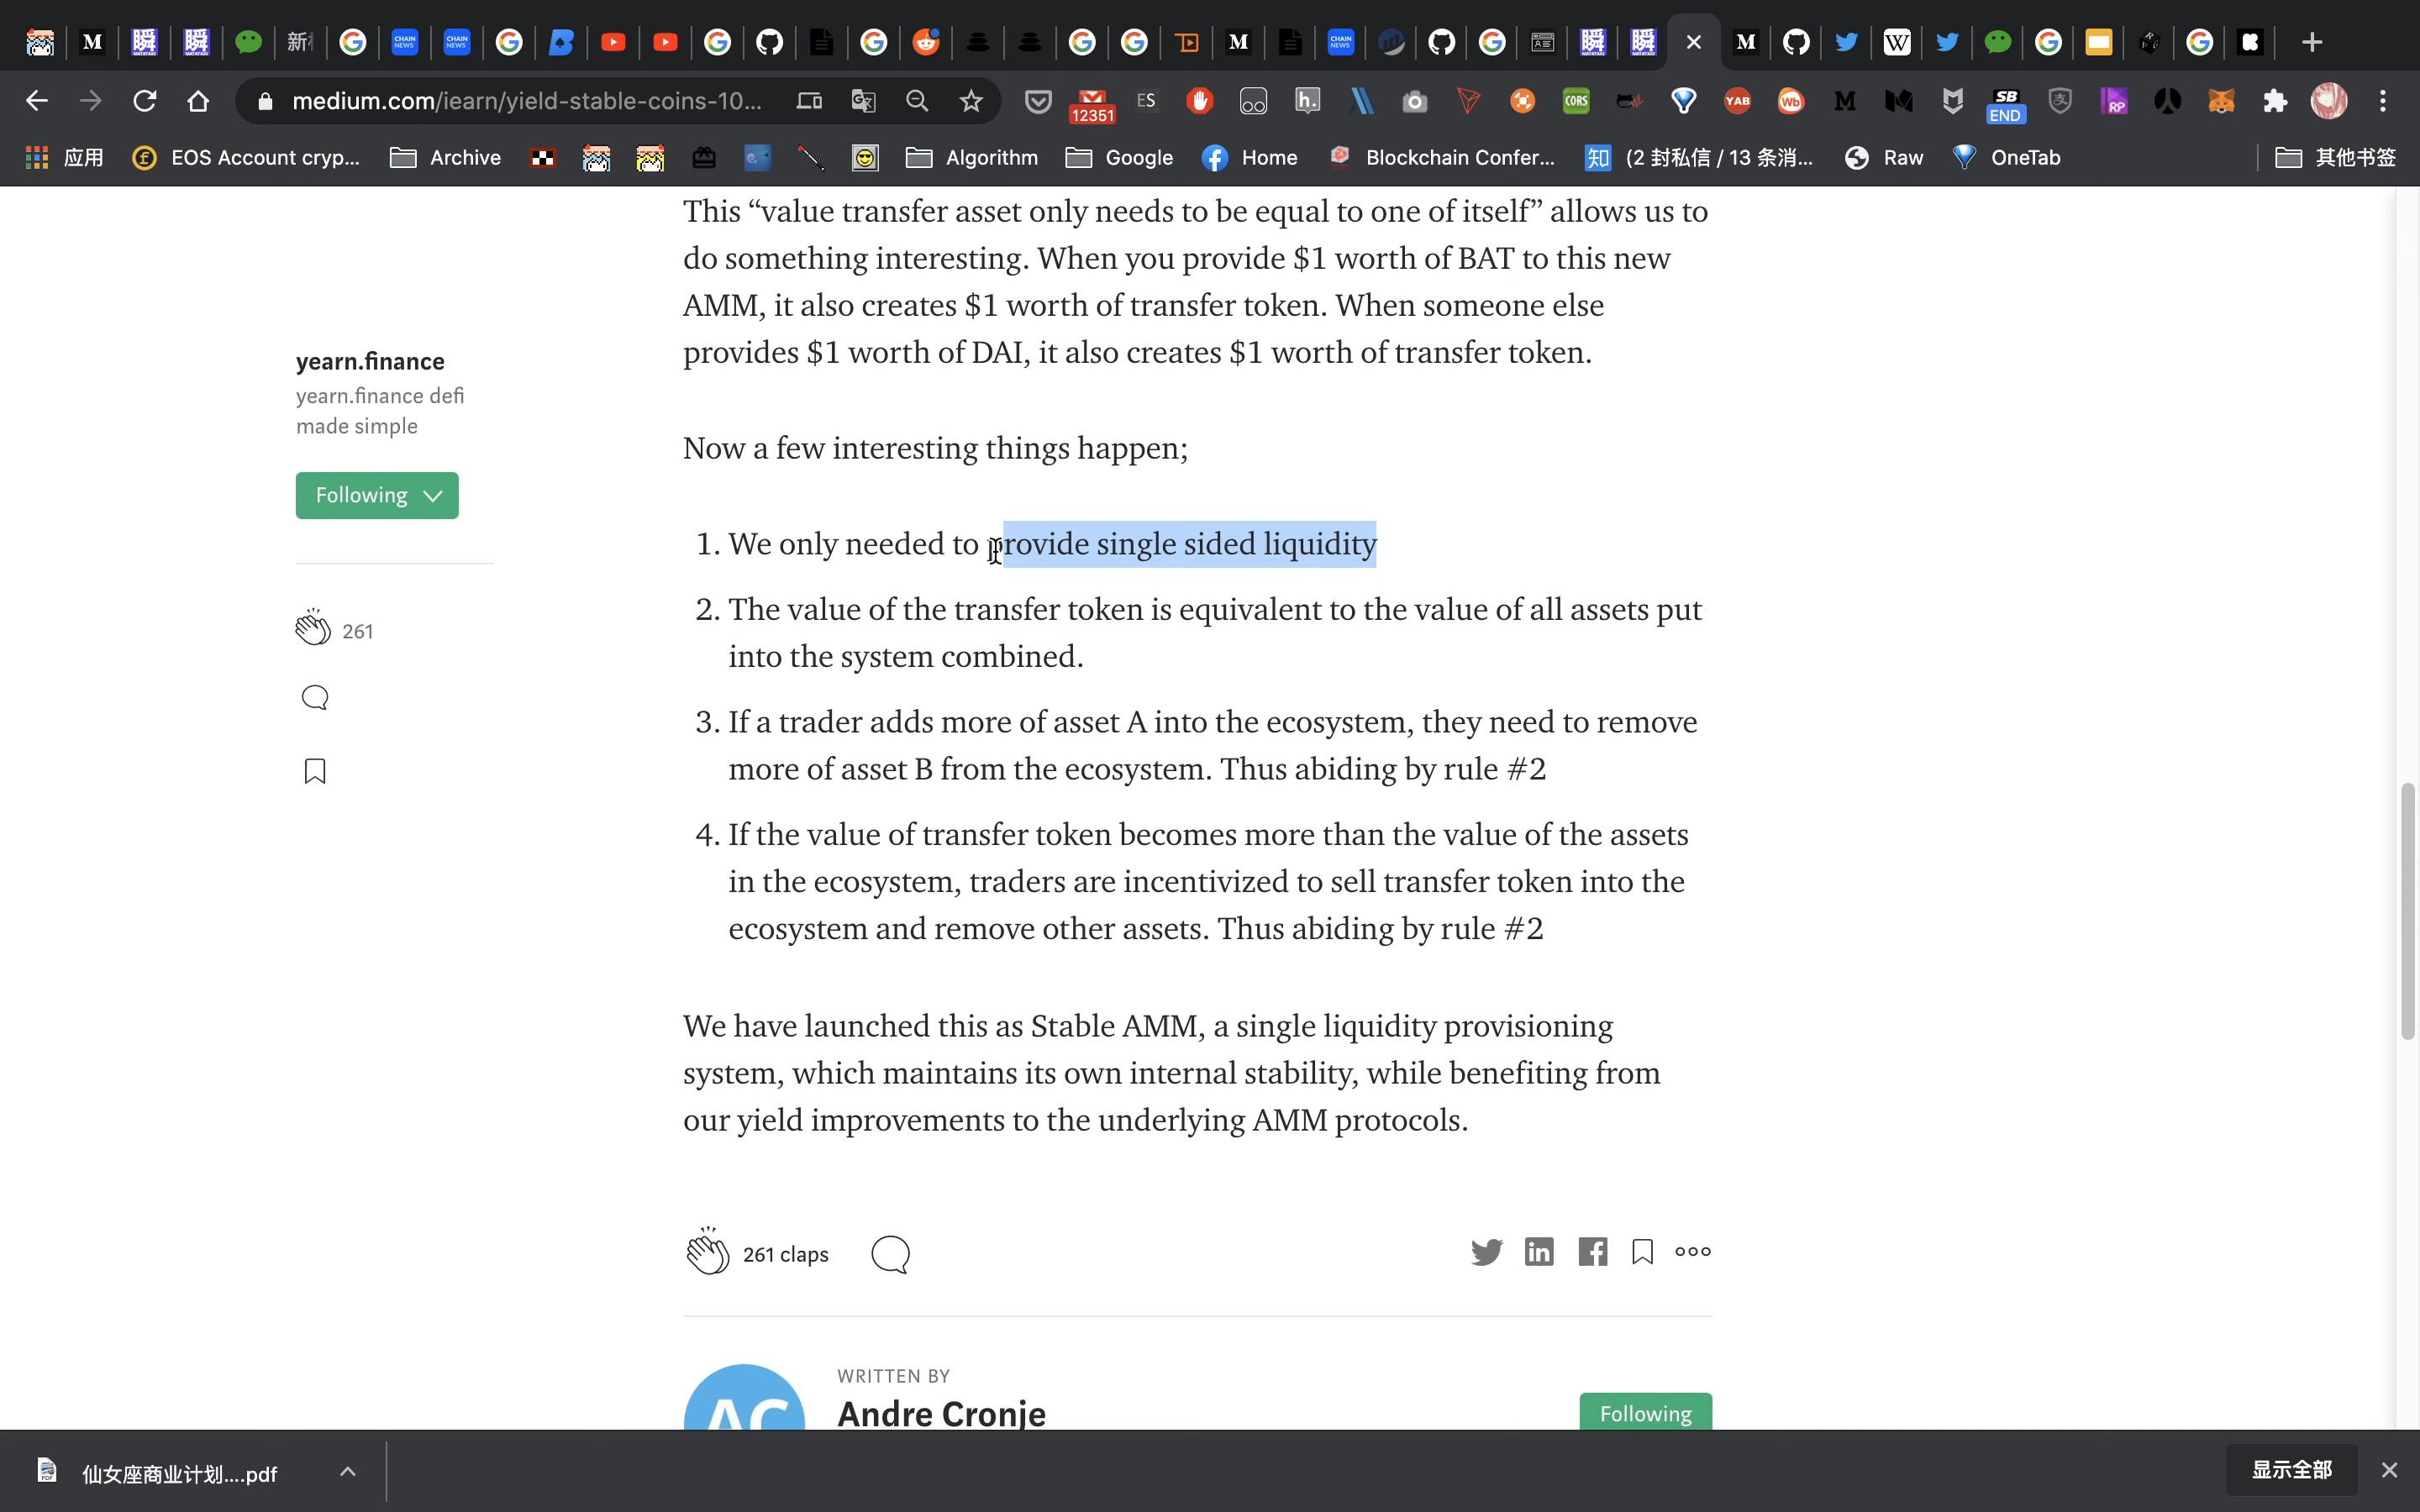 medium.com/iearn/yield-stable-coins-10...
12351
ES
h.
CORS
YAB
Wb
SB
END
RP
应用
EOS Account cryp...
Archive
Algorithm
Google
Home
Blockchain Confer...
知
(2 封私信 / 13 条消...
Raw
OneTab
其他书签
This “value transfer asset only needs to be equal to one of itself” allows us to
do something interesting. When you provide $1 worth of BAT to this new
AMM, it also creates $1 worth of transfer token. When someone else
provides $1 worth of DAI, it also creates $1 worth of transfer token.
yearn.finance
yearn.finance defi
made simple
Following
261
Now a few interesting things happen;
1. We only needed to provide single sided liquidity
2. The value of the transfer token is equivalent to the value of all assets put
into the system combined.
3. If a trader adds more of asset A into the ecosystem, they need to remove
more of asset B from the ecosystem. Thus abiding by rule #2
4. If the value of transfer token becomes more than the value of the assets
in the ecosystem, traders are incentivized to sell transfer token into the
ecosystem and remove other assets. Thus abiding by rule #2
We have launched this as Stable AMM, a single liquidity provisioning
system, which maintains its own internal stability, while benefiting from
our yield improvements to the underlying AMM protocols.
261 claps
WRITTEN BY
AC
Andre Cronje
Following
仙女座商业计划....pdf
显示全部